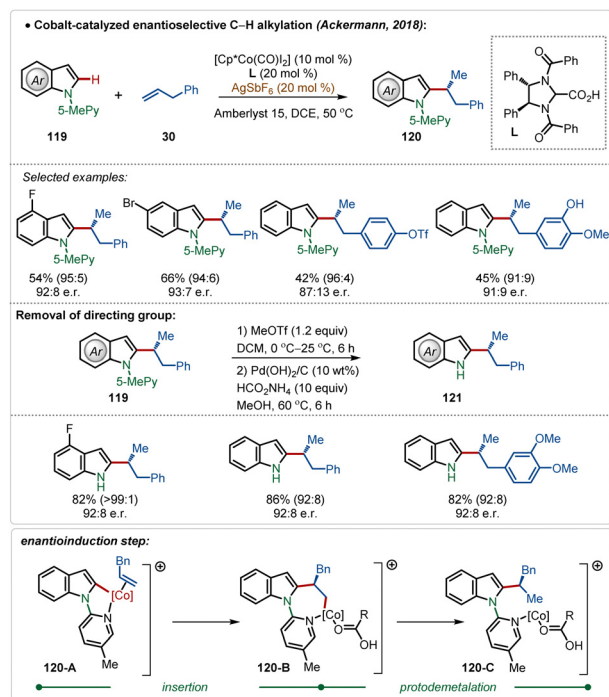 • Cobalt-catalyzed enantioselective C–H alkylation (Ackermann, 2018):
Ar
H
N
5-MePy
119
+
Ph
30
[Cp*Co(CO)I2] (10 mol %)
L (20 mol %)
AgSbF6 (20 mol %)
Amberlyst 15, DCE, 50 °C
Ar
Me
N
Ph
5-MePy
120
O
Ph
Ph
N
CO2H
Ph
N
O
Ph
L
Selected examples:
F
Me
N
Ph
5-MePy
54% (95:5)
92:8 e.r.
Br
Me
N
Ph
5-MePy
66% (94:6)
93:7 e.r.
Me
N
5-MePy
OTf
42% (96:4)
87:13 e.r.
Me
OH
N
OMe
5-MePy
45% (91:9)
91:9 e.r.
Removal of directing group:
Ar
Me
N
Ph
5-MePy
119
1) MeOTf (1.2 equiv)
DCM, 0 °C–25 °C, 6 h
2) Pd(OH)2/C (10 wt%)
HCO2NH4 (10 equiv)
MeOH, 60 °C, 6 h
Ar
Me
N
H
Ph
121
F
Me
N
H
Ph
82% (>99:1)
92:8 e.r.
Me
N
H
Ph
86% (92:8)
92:8 e.r.
Me
OMe
N
H
OMe
82% (92:8)
92:8 e.r.
enantioinduction step:
Bn
[Co]
N
N
Me
⊕
120-A
Bn
N
N
[Co]
R
O
OH
Me
⊕
120-B
Bn
Me
N
N
[Co]
R
O
OH
Me
⊕
120-C
insertion
protodemetalation